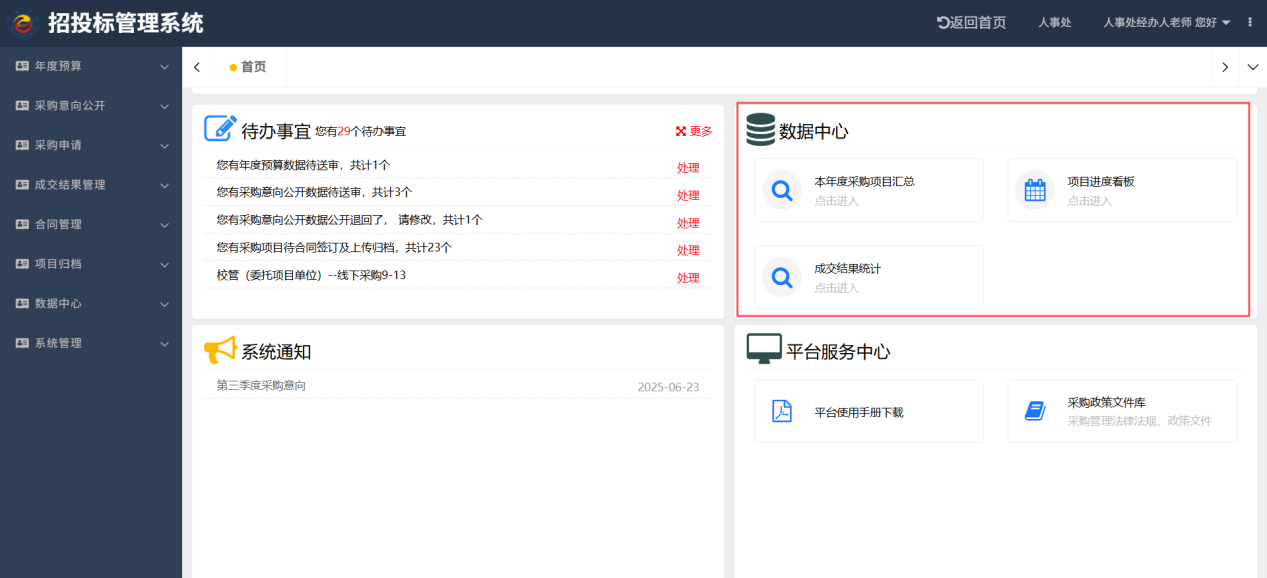 招投标管理系统
返回首页
人事处
人事处经办人老师 您好
年度预算
采购意向公开
采购申请
成交结果管理
合同管理
项目归档
数据中心
系统管理
首页
待办事宜 您有29个待办事宜
更多
您有年度预算数据待送审，共计1个
处理
您有采购意向公开数据待送审，共计3个
处理
您有采购意向公开数据公开退回了， 请修改，共计1个
处理
您有采购项目待合同签订及上传归档，共计23个
处理
校管（委托项目单位）--线下采购9-13
处理
数据中心
本年度采购项目汇总
点击进入
项目进度看板
点击进入
成交结果统计
点击进入
系统通知
第三季度采购意向
2025-06-23
平台服务中心
平台使用手册下载
采购政策文件库
采购管理法律法规、政策文件